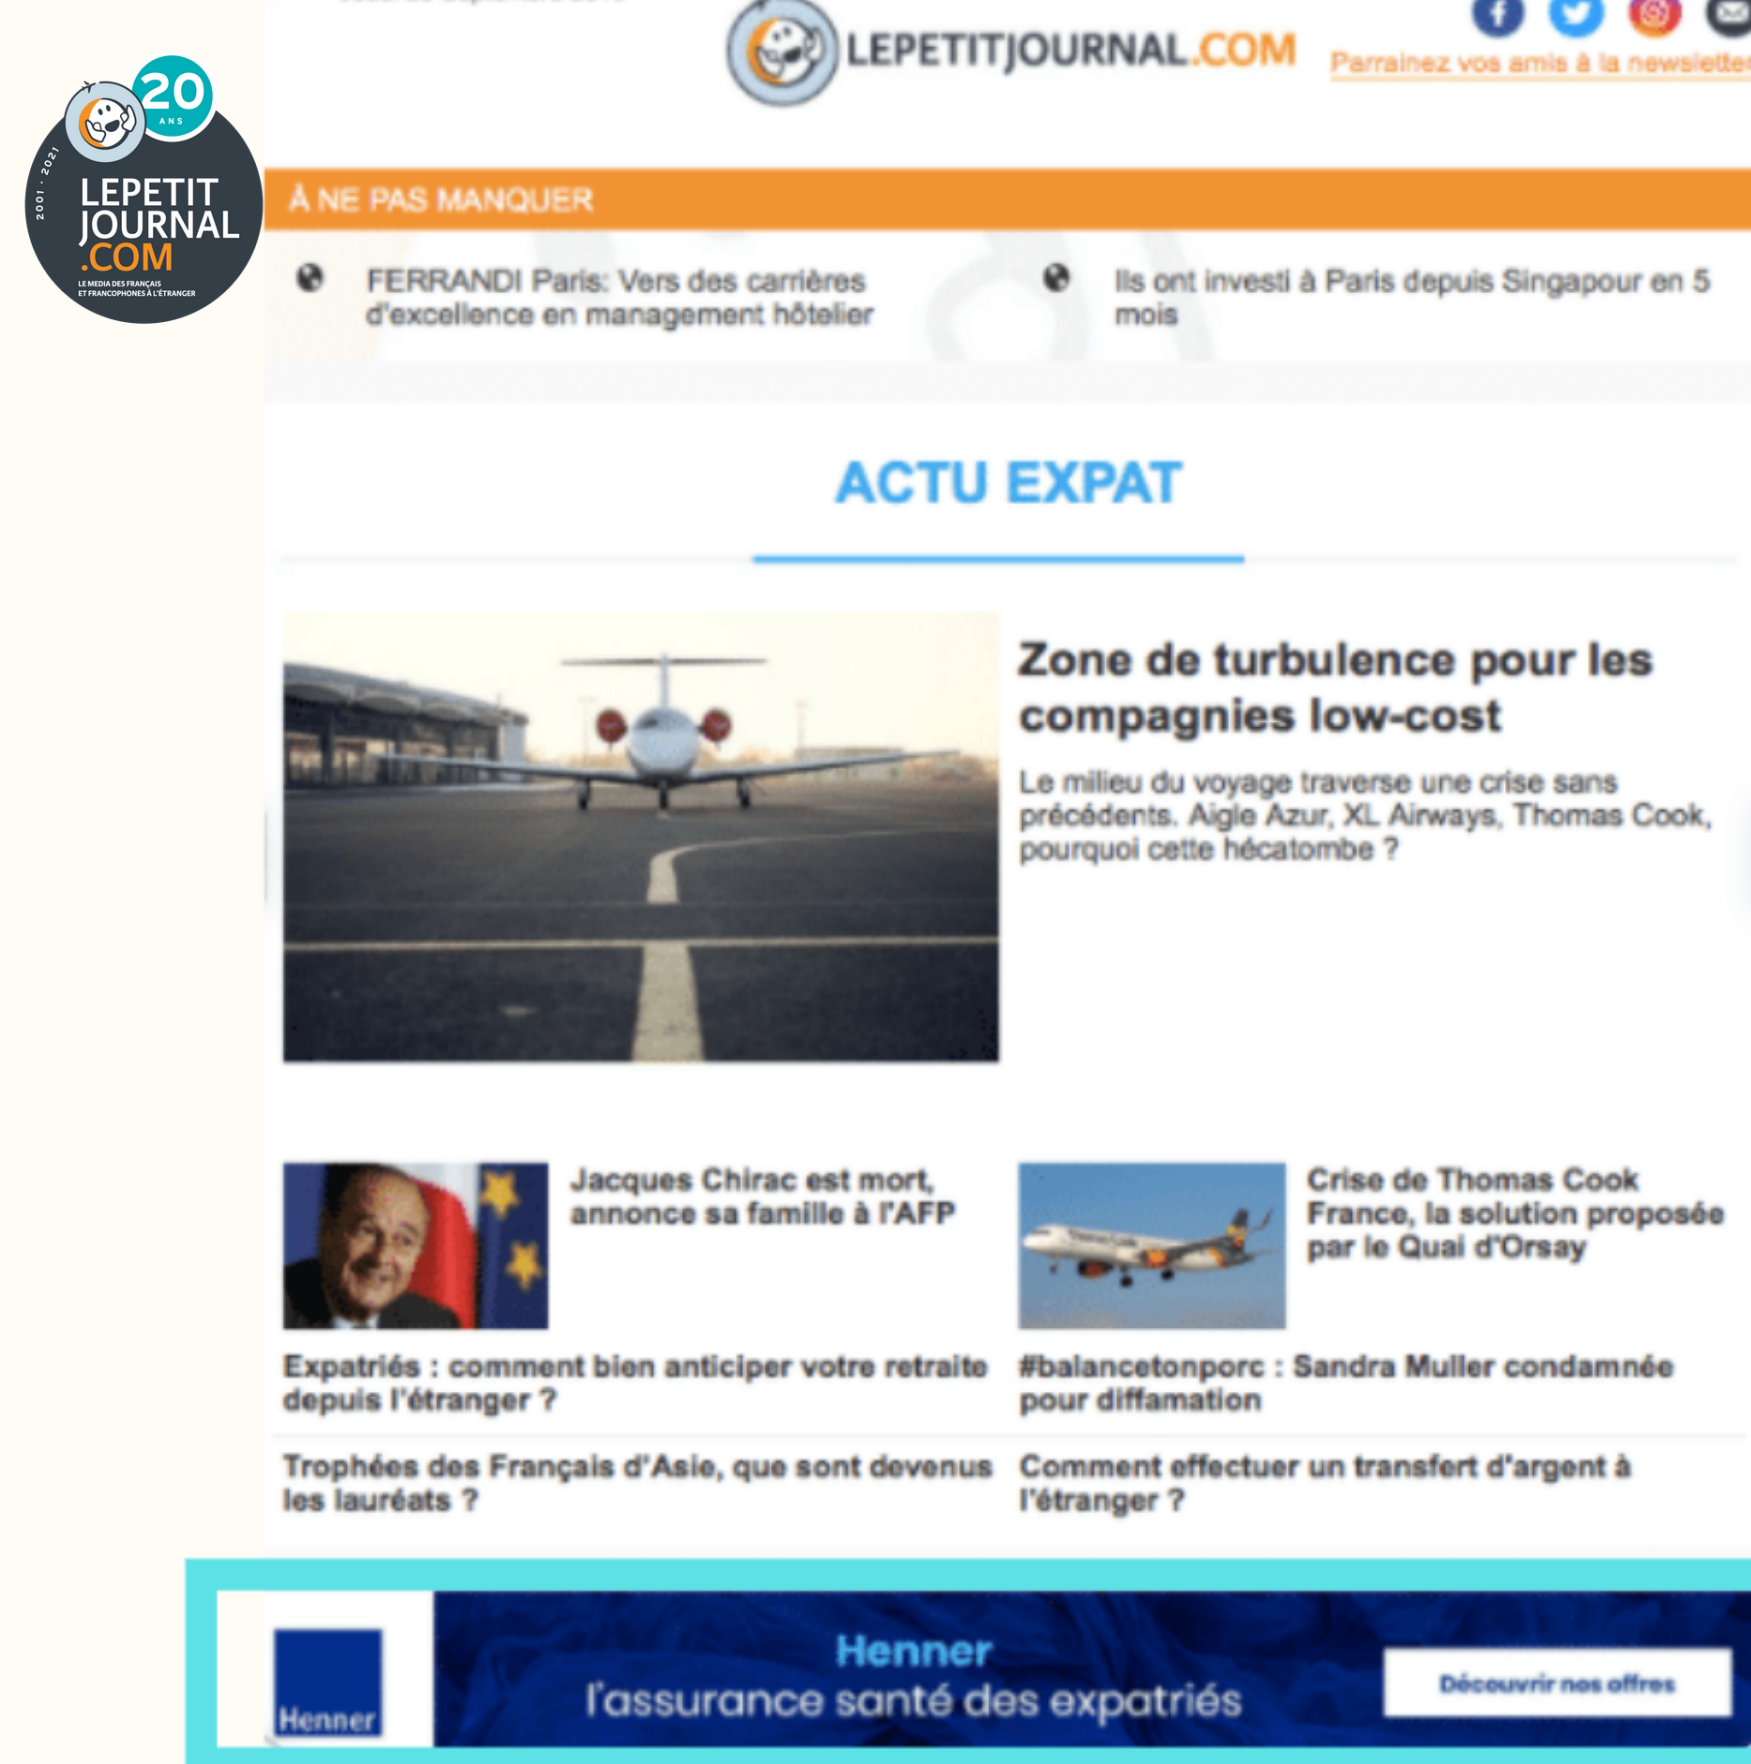 LEPETITJOURNAL.COM
Parrainez vos amis à la newsletter
20
ANS
2001 · 2021
LEPETIT
JOURNAL
.COM
LE MEDIA DES FRANÇAIS
ET FRANCOPHONES À L'ÉTRANGER
À NE PAS MANQUER
FERRANDI Paris: Vers des carrières
d'excellence en management hôtelier
Ils ont investi à Paris depuis Singapour en 5
mois
ACTU EXPAT
Zone de turbulence pour les
compagnies low-cost
Le milieu du voyage traverse une crise sans
précédents. Aigle Azur, XL Airways, Thomas Cook,
pourquoi cette hécatombe ?
Jacques Chirac est mort,
annonce sa famille à l'AFP
Crise de Thomas Cook
France, la solution proposée
par le Quai d'Orsay
Expatriés : comment bien anticiper votre retraite
depuis l'étranger ?
#balancetonporc : Sandra Muller condamnée
pour diffamation
Trophées des Français d'Asie, que sont devenus
les lauréats ?
Comment effectuer un transfert d'argent à
l'étranger ?
Henner
Henner
l'assurance santé des expatriés
Découvrir nos offres